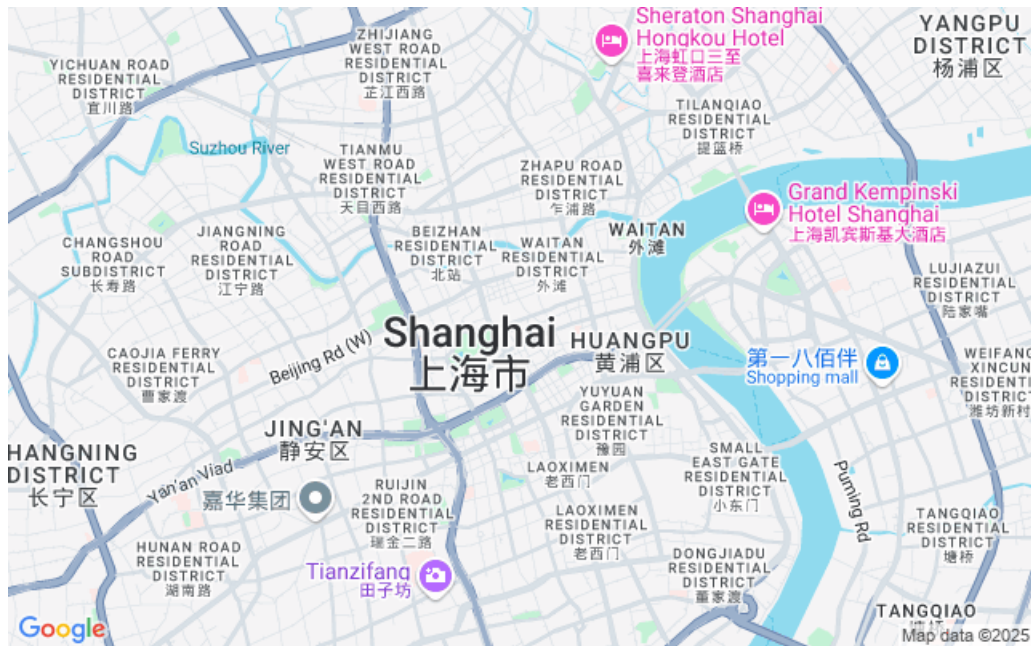 Sheraton Shanghai
Hongkou Hotel
上海虹口三至
喜来登酒店
YANGPU
DISTRICT
杨浦区
ZHIJIANG
WEST ROAD
RESIDENTIAL
DISTRICT
芷江西路
YICHUAN ROAD
RESIDENTIAL
DISTRICT
宜川路
TILANQIAO
RESIDENTIAL
DISTRICT
提篮桥
Suzhou River
TIANMU
WEST ROAD
RESIDENTIAL
DISTRICT
天目西路
ZHAPU ROAD
RESIDENTIAL
DISTRICT
乍浦路
Grand Kempinski
Hotel Shanghai
上海凯宾斯基大酒店
WAITAN
外滩
CHANGSHOU
ROAD
SUBDISTRICT
长寿路
JIANGNING
ROAD
RESIDENTIAL
DISTRICT
江宁路
BEIZHAN
RESIDENTIAL
DISTRICT
北站
WAITAN
RESIDENTIAL
DISTRICT
外滩
LUJIAZUI
RESIDENTIAL
DISTRICT
陆家嘴
Shanghai
上海市
HUANGPU
黄浦区
Beijing Rd (W)
CAOJIA FERRY
RESIDENTIAL
DISTRICT
曹家渡
第一八佰伴
Shopping mall
WEIFANG
XINCUN
RESIDENTI
DISTRICT
潍坊新村
YUYUAN
GARDEN
RESIDENTIAL
DISTRICT
豫园
JING'AN
静安区
HANGNING
DISTRICT
长宁区
Yan'an Viad
嘉华集团
RUIJIN
2ND ROAD
RESIDENTIAL
DISTRICT
瑞金二路
LAOXIMEN
老西门
SMALL
EAST GATE
RESIDENTIAL
DISTRICT
小东门
Puming Rd
LAOXIMEN
RESIDENTIAL
DISTRICT
老西门
TANGQIAO
RESIDENTIAL
DISTRICT
塘桥
HUNAN ROAD
RESIDENTIAL
DISTRICT
湖南路
Tianzifang
田子坊
DONGJIADU
RESIDENTIAL
DISTRICT
董家渡
TANGQIAO
Google
Map data ©2025